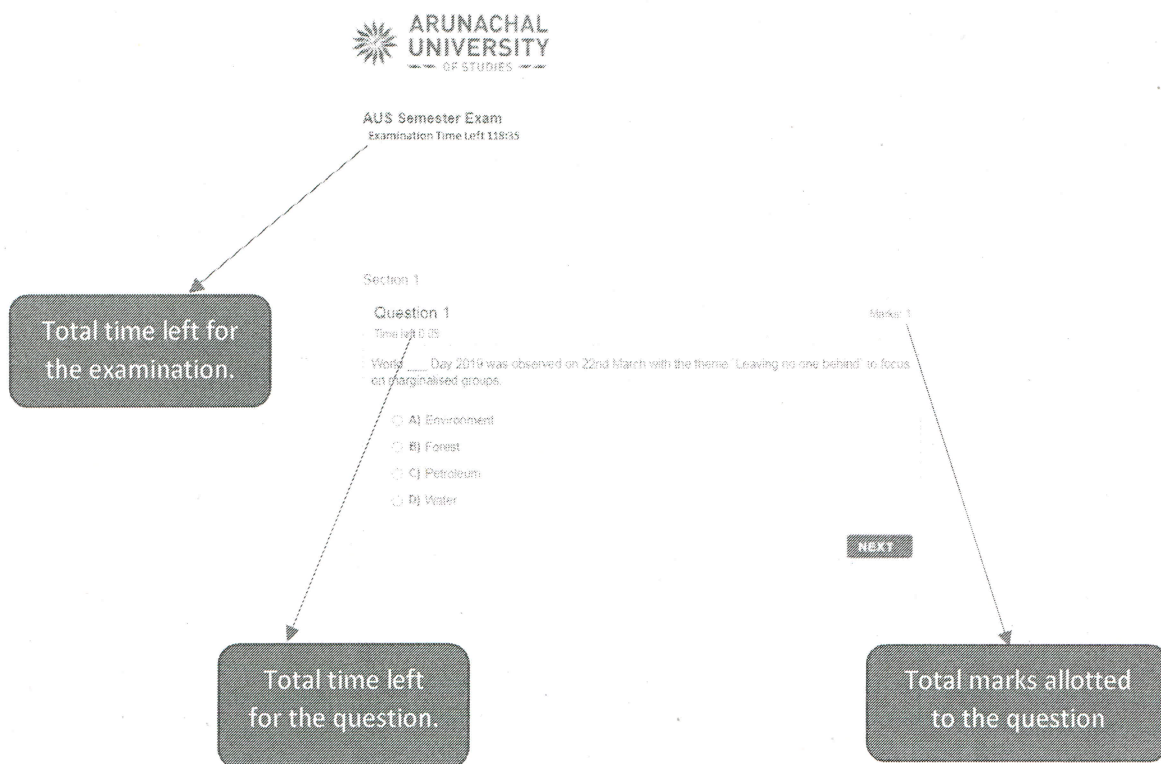 ARUNACHAL
UNIVERSITY
OF STUDIES
AUS Semester Exam
Examination Time Left 118:35
Section 1
Total time left for
the examination.
Question 1
Marks: 1
Time left 0:05
World ___ Day 2019 was observed on 22nd March with the theme 'Leaving no one behind' to focus
on marginalised groups.
A) Environment
B) Forest
C) Petroleum
D) Water
NEXT
Total time left
for the question.
Total marks allotted
to the question